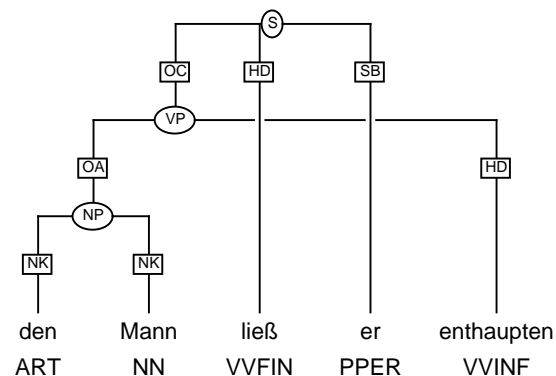 S
OC HD SB
VP
OA HD
NP
NK NK
den Mann ließ er enthaupten
ART NN VVFIN PPER VVINF